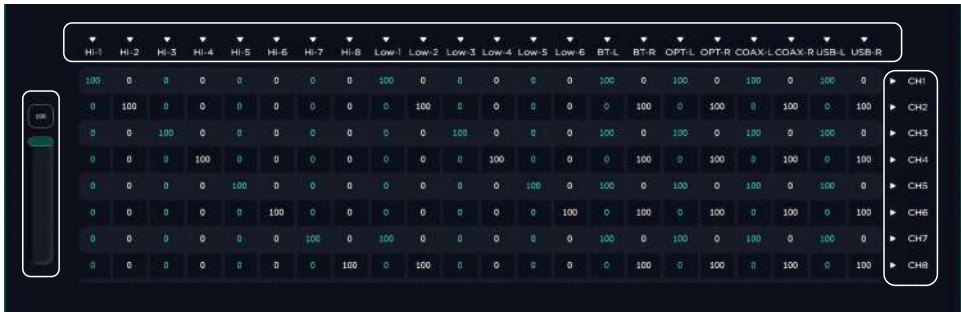 Hi-1 Hi-2 Hi-3 Hi-4 Hi-5 Hi-6 Hi-7 Hi-8 Low-1 Low-2 Low-3 Low-4 Low-5 Low-6 BT-L BT-R OPT-L OPT-R COAX-L COAX-R USB-L USB-R
100 0 0 0 0 0 0 0 100 0 0 0 0 0 100 0 100 0 100 0 100 0 CH1
100 0 100 0 0 0 0 0 0 0 100 0 0 0 0 0 100 0 100 0 100 0 100 CH2
0 0 100 0 0 0 0 0 0 0 100 0 0 0 100 0 100 0 100 0 100 0 CH3
0 0 0 100 0 0 0 0 0 0 0 100 0 0 0 100 0 100 0 100 0 100 CH4
0 0 0 0 100 0 0 0 0 0 0 0 100 0 100 0 100 0 100 0 100 0 CH5
0 0 0 0 0 100 0 0 0 0 0 0 0 100 0 100 0 100 0 100 0 100 CH6
0 0 0 0 0 0 100 0 100 0 0 0 0 0 100 0 100 0 100 0 100 0 CH7
0 0 0 0 0 0 0 100 0 100 0 0 0 0 0 100 0 100 0 100 0 100 CH8